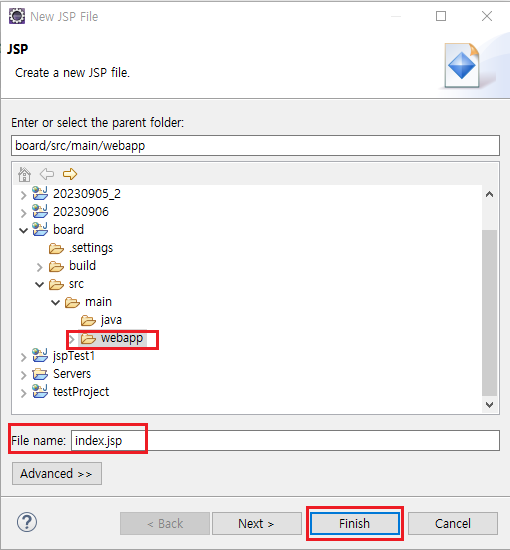 New JSP File
JSP
Create a new JSP file.
Enter or select the parent folder:
board/src/main/webapp
20230905_2
20230906
board
.settings
build
src
main
java
webapp
jspTest1
Servers
testProject
File name: index.jsp
Advanced >>
? < Back Next > Finish Cancel